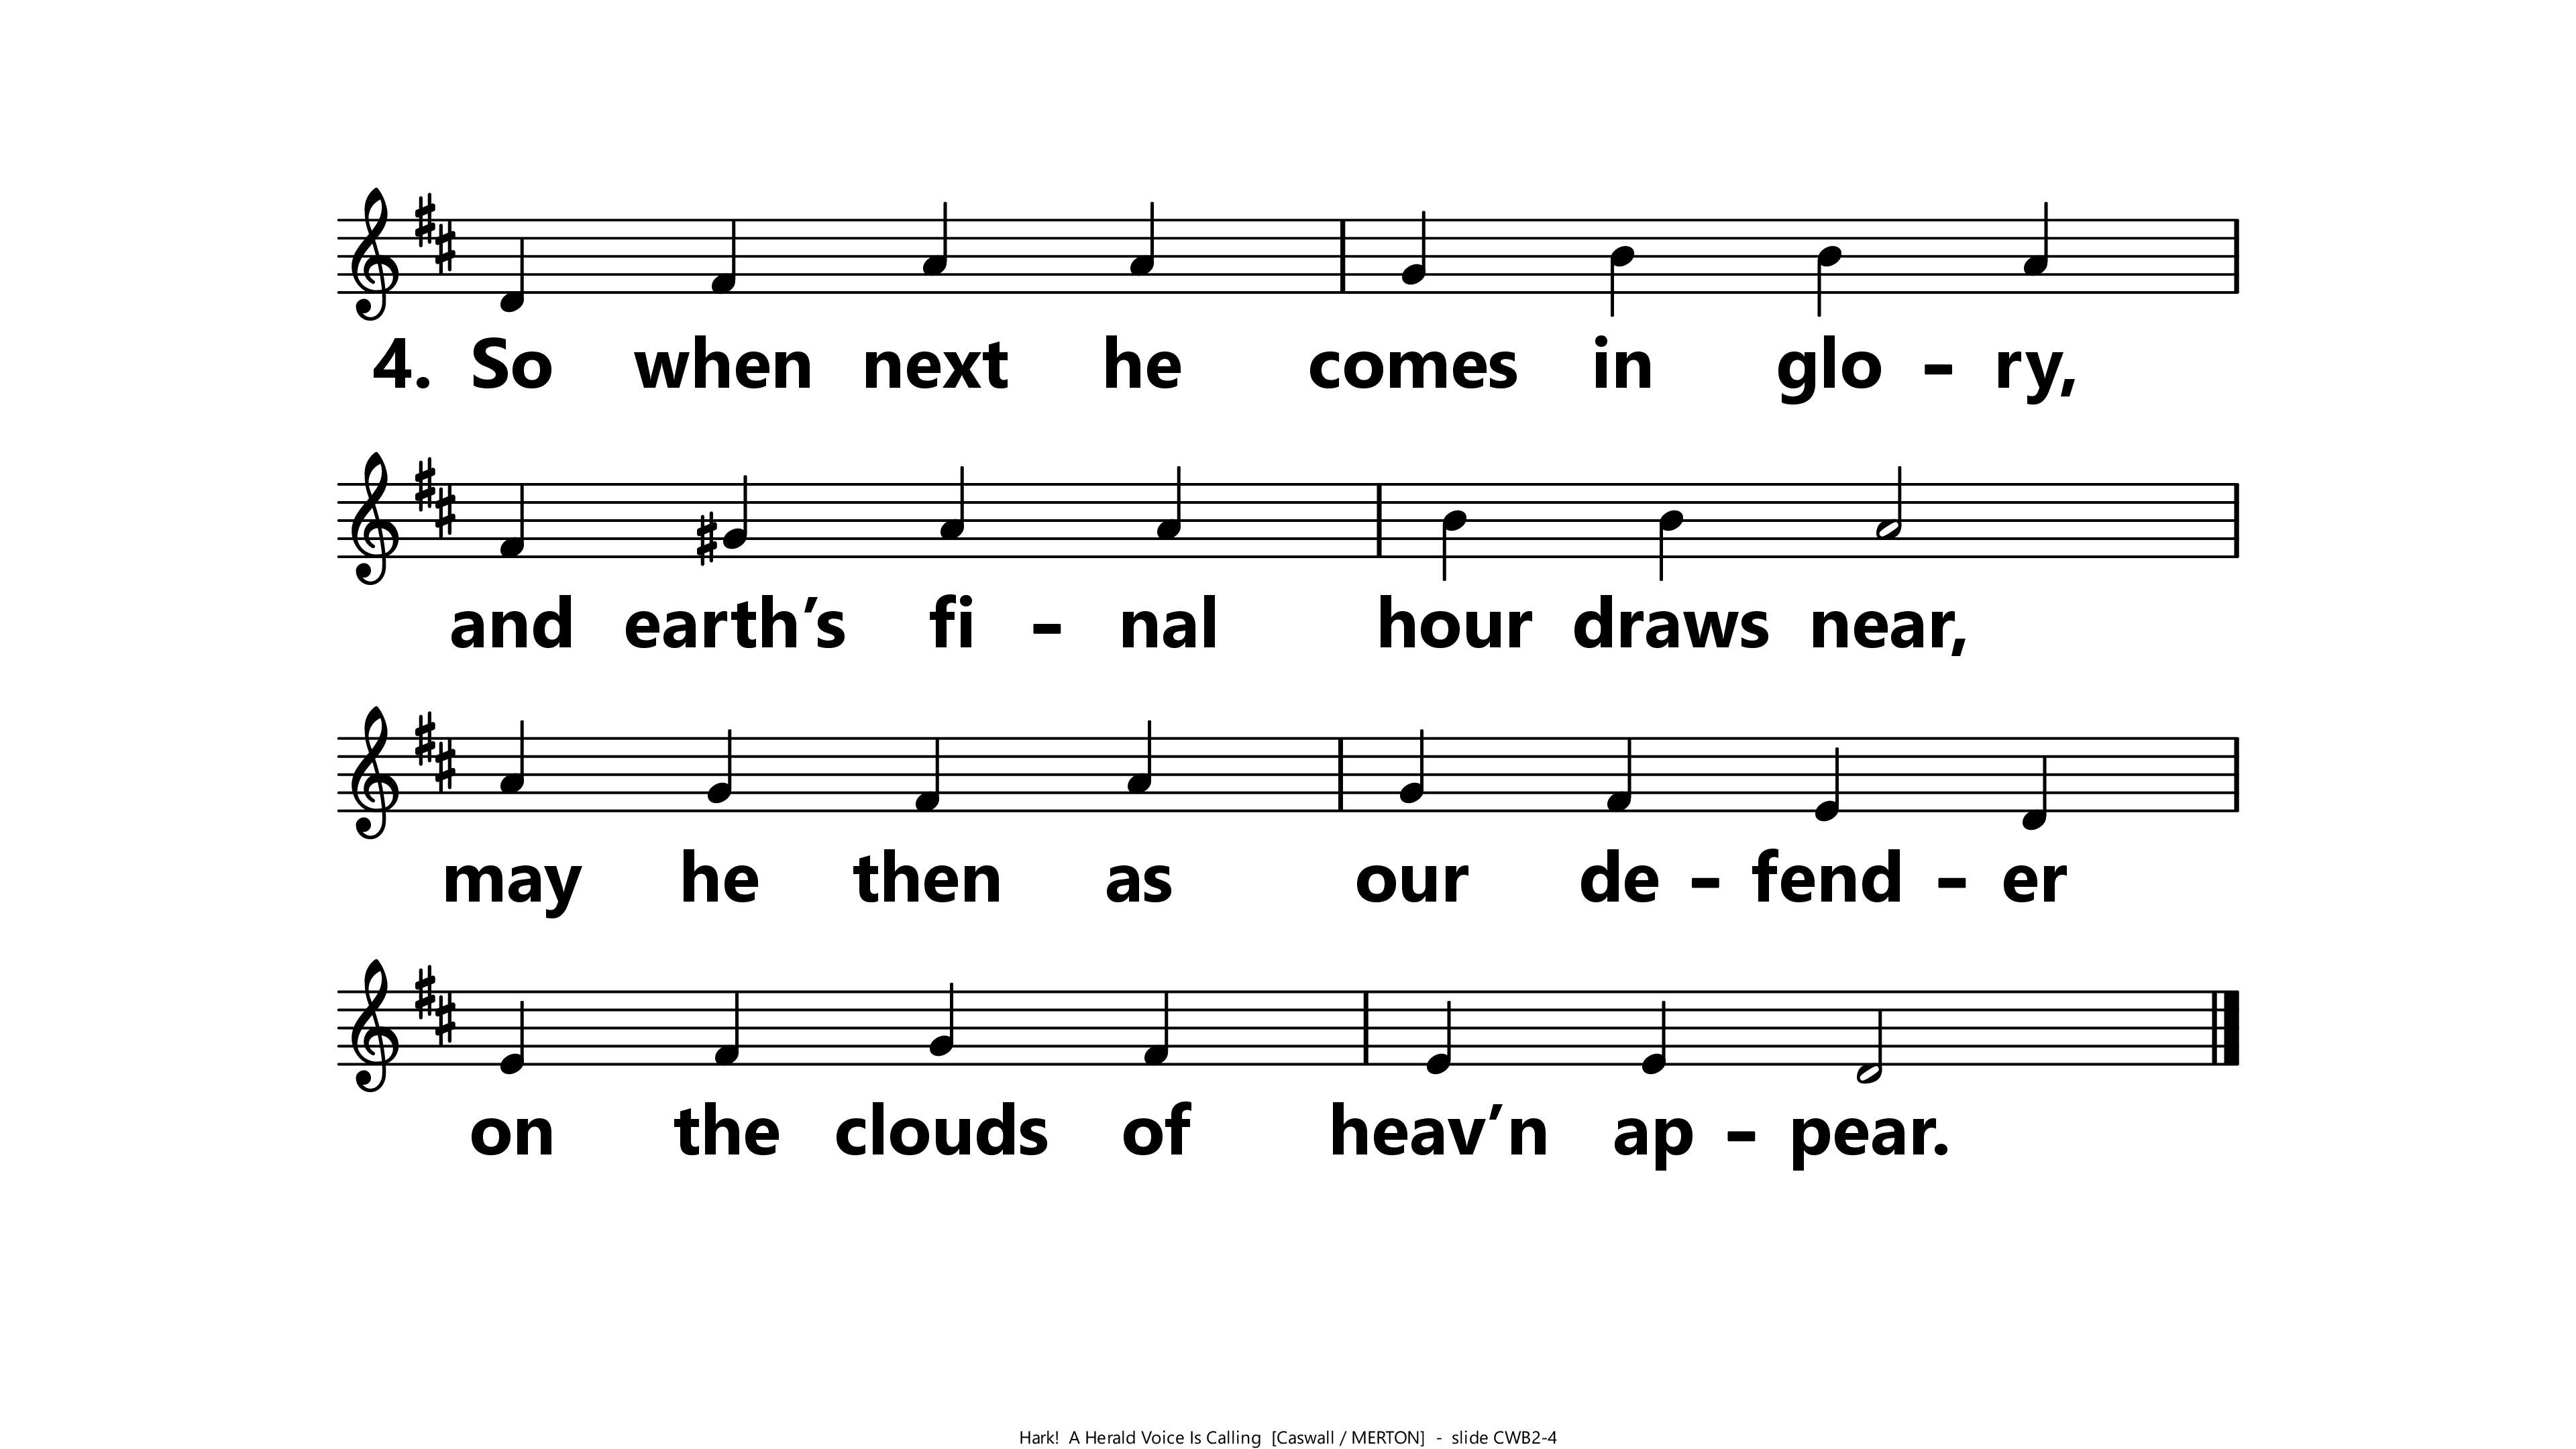 4. So when next he comes in glo – ry,
and earth’s fi – nal hour draws near,
may he then as our de – fend – er
on the clouds of heav’n ap – pear.
Hark! A Herald Voice Is Calling [Caswall / MERTON] - slide CWB2-4